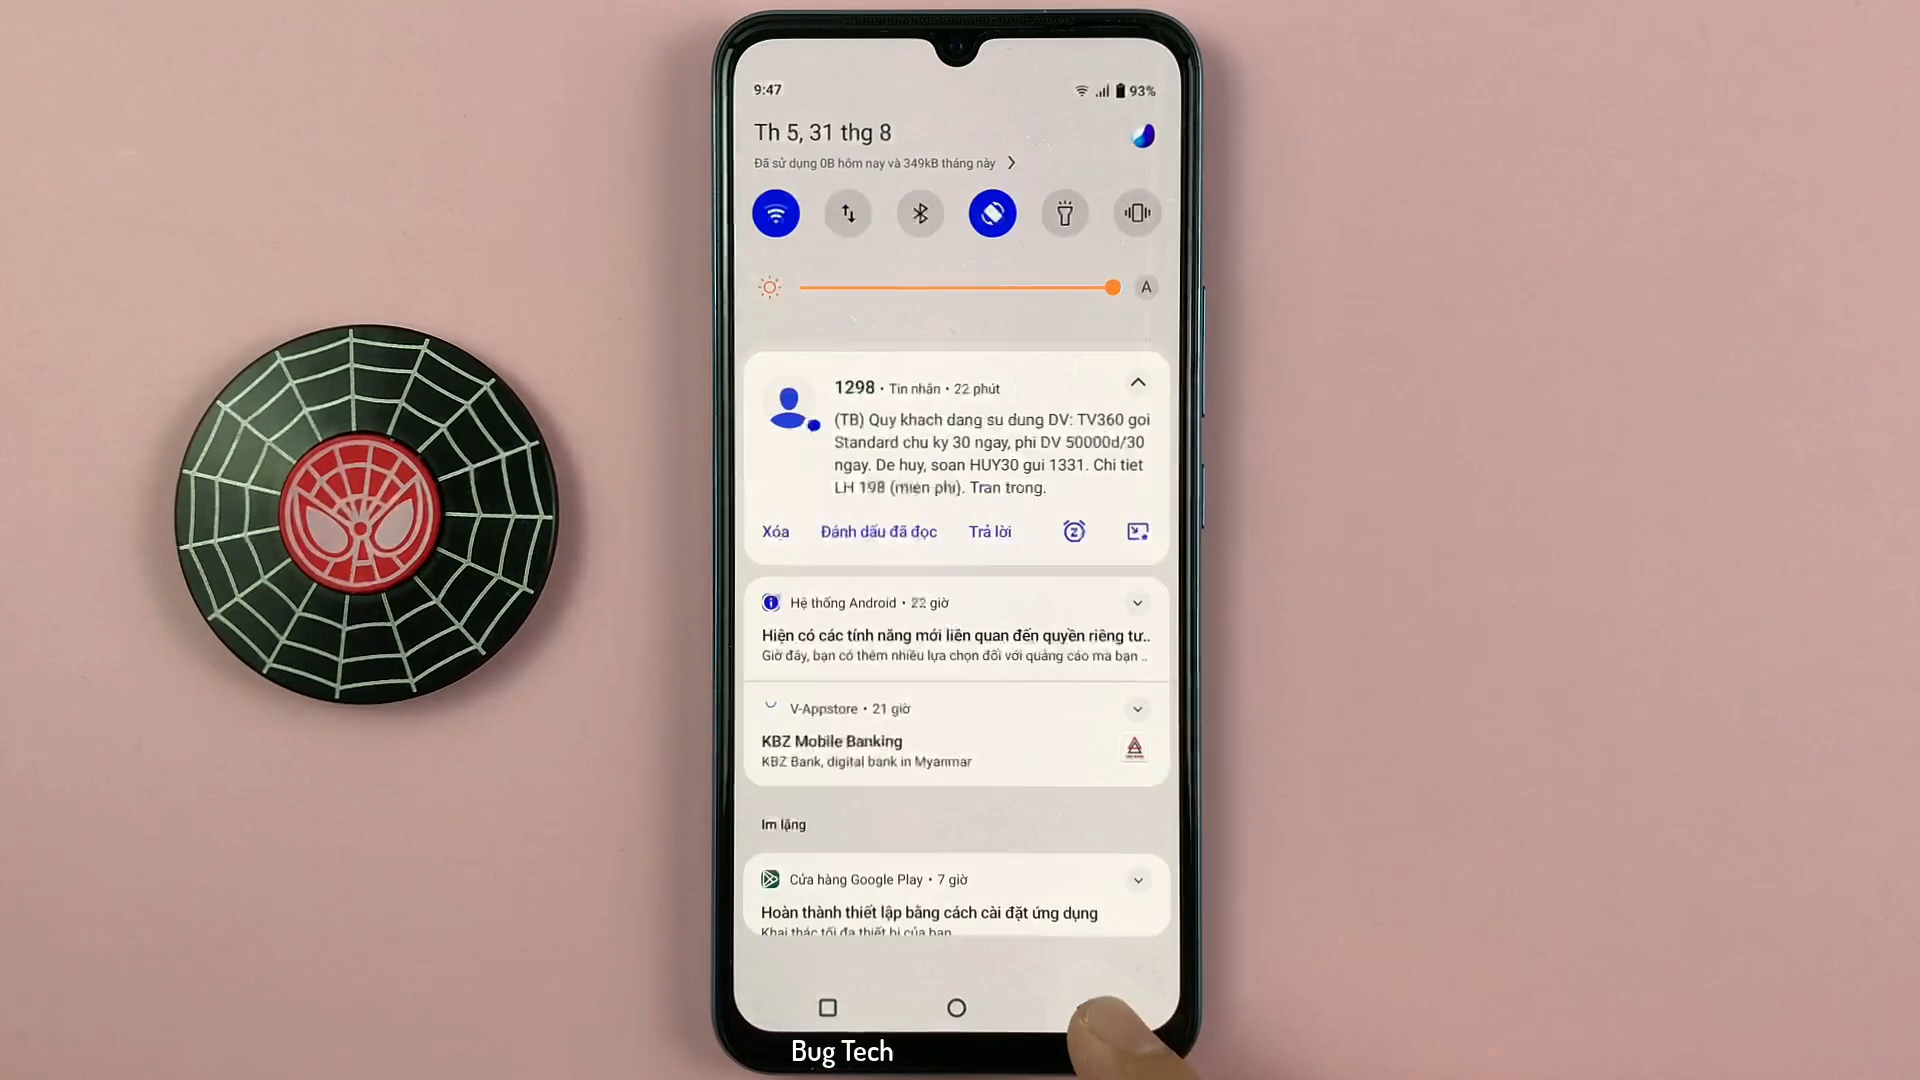 9:47
93%
Th 5, 31 thg 8
Đã sử dụng 0B hôm nay và 349kB tháng này
A
1298 • Tin nhắn • 22 phút
(TB) Quy khach dang su dung DV: TV360 goi
Standard chu ky 30 ngay, phi DV 50000d/30
ngay. De huy, soan HUY30 gui 1331. Chi tiet
LH 198 (mien phi). Tran trong.
Xóa Đánh dấu đã đọc Trả lời
Hệ thống Android • 22 giờ
Hiện có các tính năng mới liên quan đến quyền riêng tư..
Giờ đây, bạn có thêm nhiều lựa chọn đối với quảng cáo mà bạn ..
V-Appstore • 21 giờ
KBZ Mobile Banking
KBZ Bank, digital bank in Myanmar
Im lặng
Cửa hàng Google Play • 7 giờ
Hoàn thành thiết lập bằng cách cài đặt ứng dụng
Khai thác tối đa thiết bị của bạn
Bug Tech